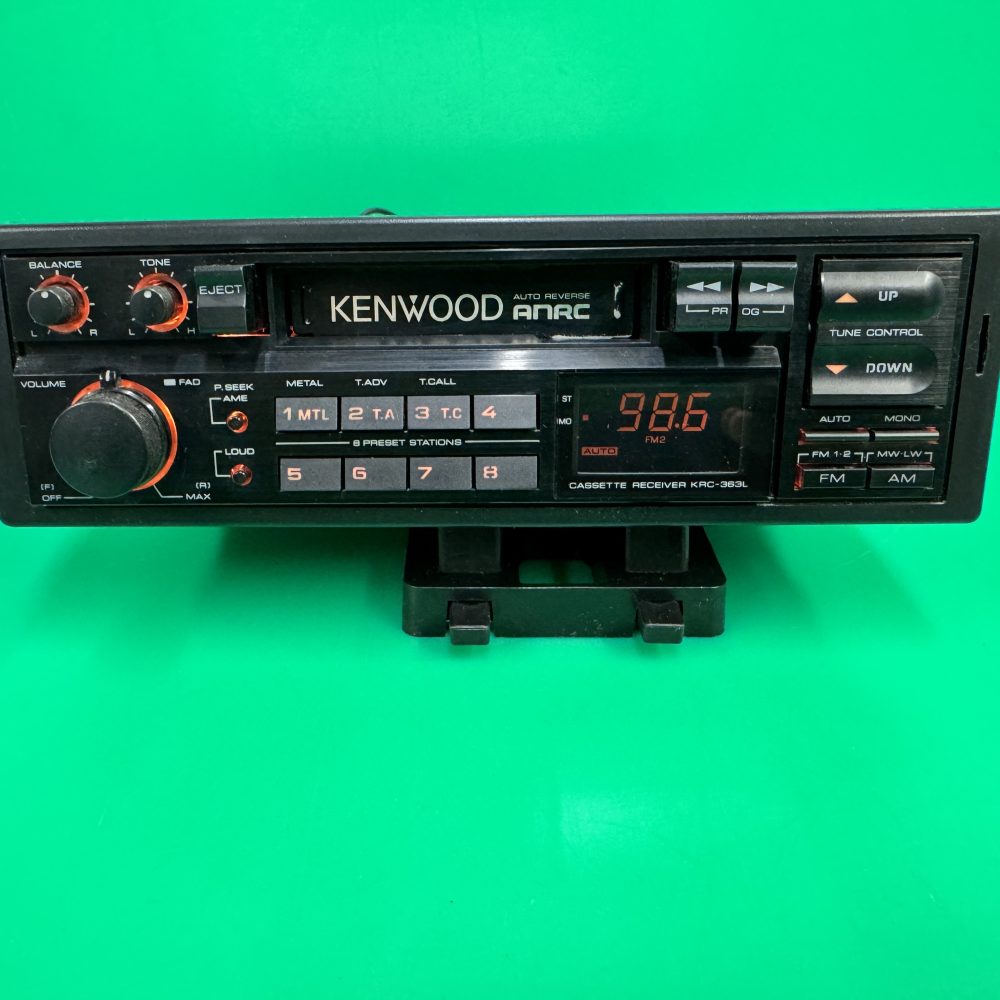 BALANCE
L R
TONE
L H
EJECT
KENWOOD AUTO REVERSE
ANRC
PR OG
UP
TUNE CONTROL
DOWN
VOLUME
FAD
P.SEEK
AME
LOUD
(F)
OFF
(R)
MAX
METAL T.ADV T.CALL
1 MTL 2 T.A 3 T.C 4
8 PRESET STATIONS
5 6 7 8
ST
MO
98.6
FM2
AUTO
CASSETTE RECEIVER KRC-363L
AUTO MONO
FM 1·2 MW·LW
FM AM